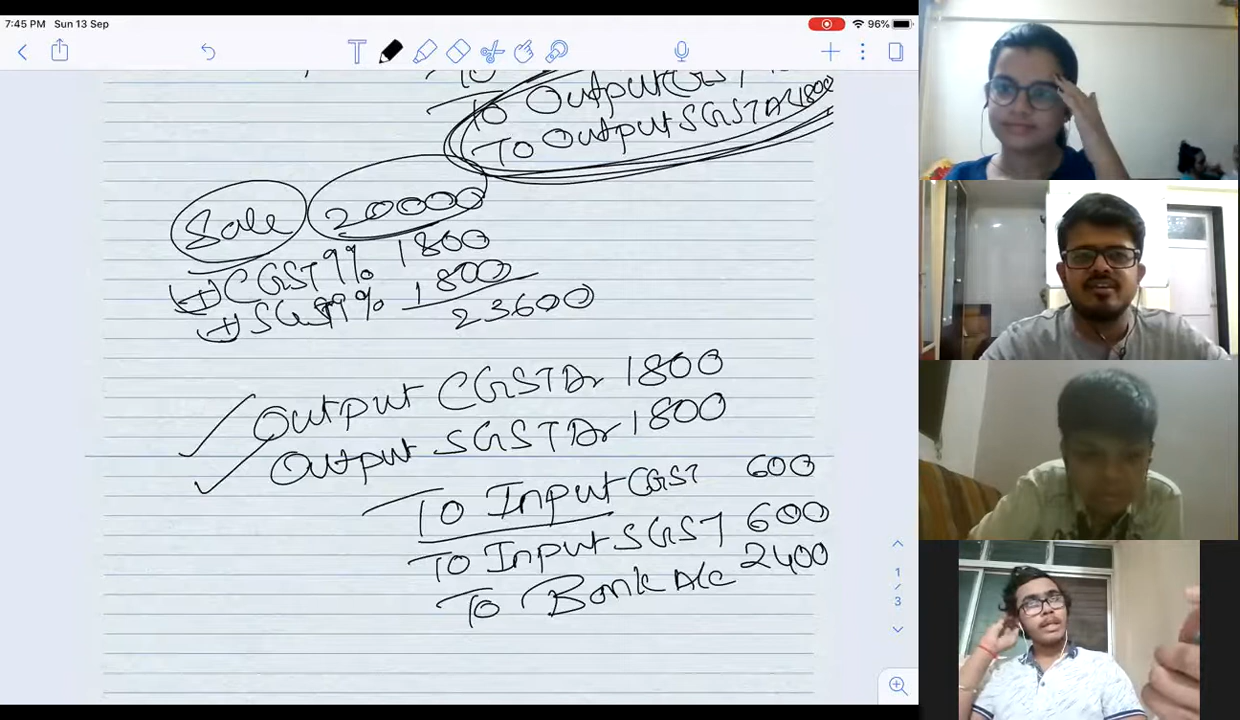 7:45 PM Sun 13 Sep
96%
T
To
To Output CGST
To Output SGST A/c 1800
Sale 20000
+ CGST 9% 1800
+ SGST 9% 1800
23600
Output CGST Dr 1800
Output SGST Dr 1800
To Input CGST 600
To Input SGST 600
To Bank A/c 2400
1
/
3